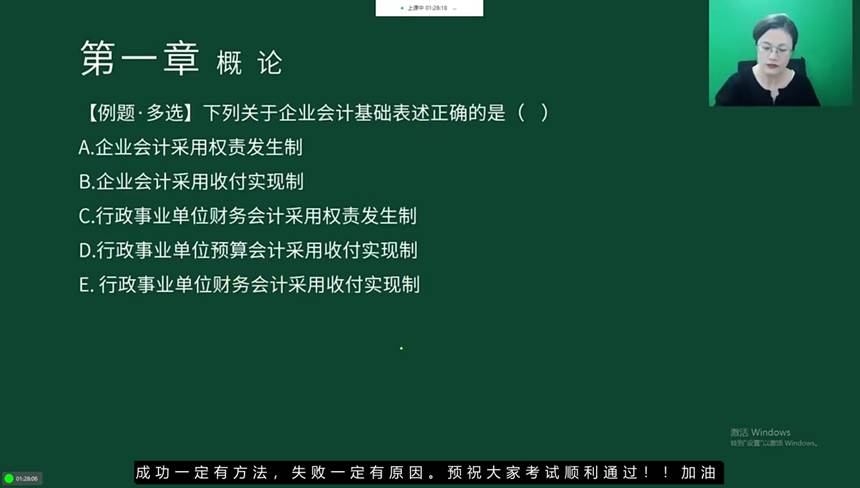 上课中 01:28:18
第一章 概 论
【例题·多选】下列关于企业会计基础表述正确的是（ ）
A.企业会计采用权责发生制
B.企业会计采用收付实现制
C.行政事业单位财务会计采用权责发生制
D.行政事业单位预算会计采用收付实现制
E. 行政事业单位财务会计采用收付实现制
激活 Windows
转到"设置"以激活 Windows。
成功一定有方法，失败一定有原因。预祝大家考试顺利通过！！加油
01:28:06